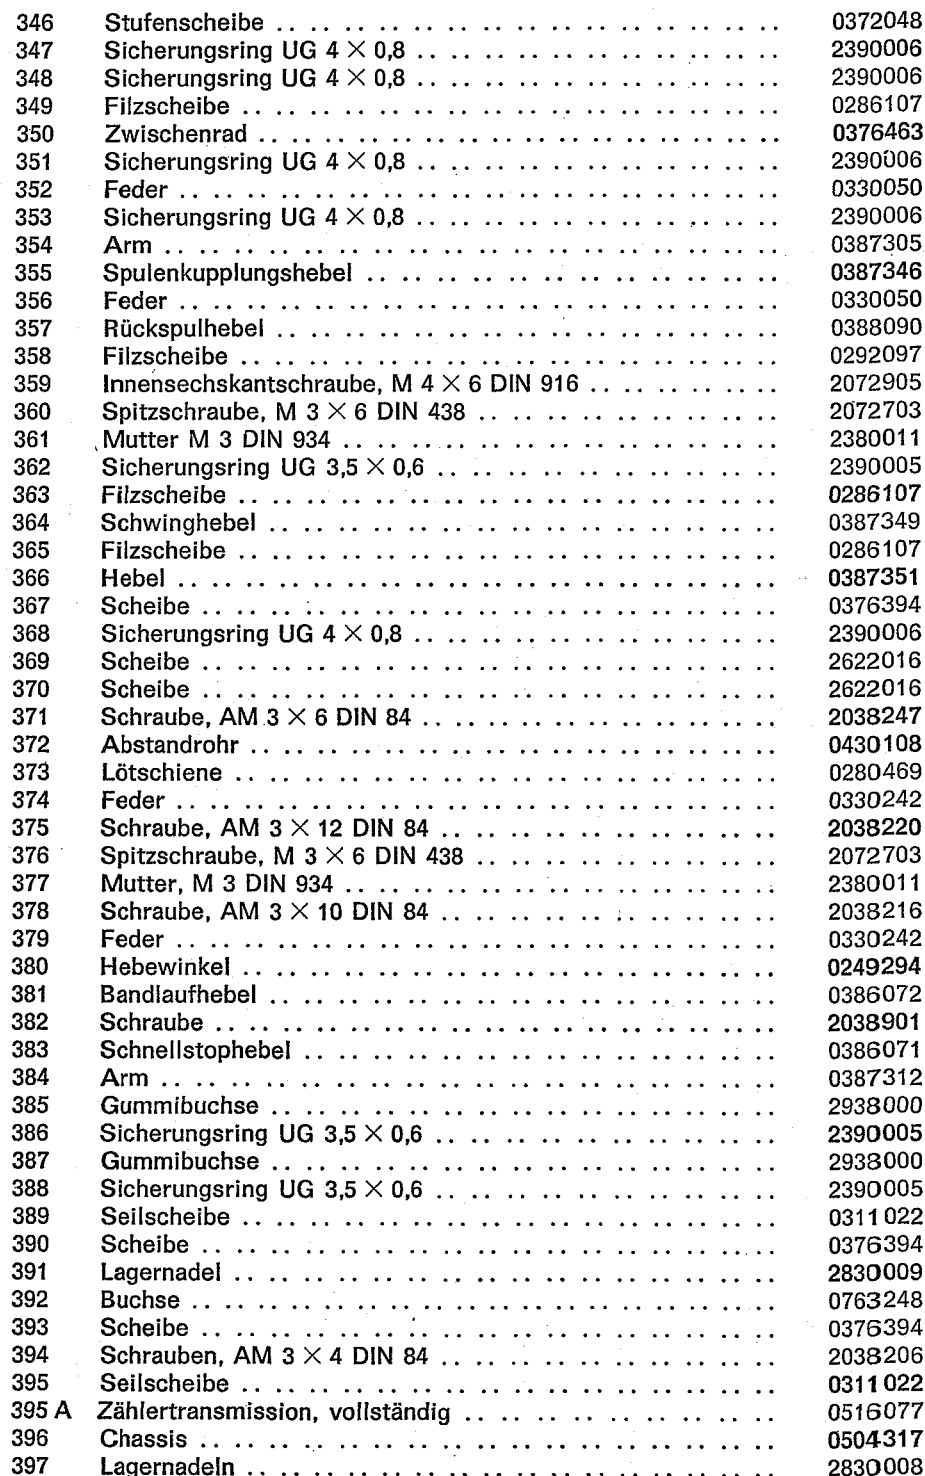 346 Stufenscheibe .. .. .. .. .. .. .. .. .. .. .. .. .. .. 0372048
347 Sicherungsring UG 4 × 0,8 .. .. .. .. .. .. .. .. .. .. 2390006
348 Sicherungsring UG 4 × 0,8 .. .. .. .. .. .. .. .. .. .. 2390006
349 Filzscheibe .. .. .. .. .. .. .. .. .. .. .. .. .. .. .. 0286107
350 Zwischenrad .. .. .. .. .. .. .. .. .. .. .. .. .. .. .. 0376463
351 Sicherungsring UG 4 × 0,8 .. .. .. .. .. .. .. .. .. .. 2390006
352 Feder .. .. .. .. .. .. .. .. .. .. .. .. .. .. .. .. .. 0330050
353 Sicherungsring UG 4 × 0,8 .. .. .. .. .. .. .. .. .. .. 2390006
354 Arm .. .. .. .. .. .. .. .. .. .. .. .. .. .. .. .. .. 0387305
355 Spulenkupplungshebel .. .. .. .. .. .. .. .. .. .. .. .. 0387346
356 Feder .. .. .. .. .. .. .. .. .. .. .. .. .. .. .. .. .. 0330050
357 Rückspulhebel .. .. .. .. .. .. .. .. .. .. .. .. .. .. 0388090
358 Filzscheibe .. .. .. .. .. .. .. .. .. .. .. .. .. .. .. 0292097
359 Innensechskantschraube, M 4 × 6 DIN 916 .. .. .. .. .. 2072905
360 Spitzschraube, M 3 × 6 DIN 438 .. .. .. .. .. .. .. .. .. 2072703
361 Mutter M 3 DIN 934 .. .. .. .. .. .. .. .. .. .. .. .. 2380011
362 Sicherungsring UG 3,5 × 0,6 .. .. .. .. .. .. .. .. .. .. 2390005
363 Filzscheibe .. .. .. .. .. .. .. .. .. .. .. .. .. .. .. 0286107
364 Schwinghebel .. .. .. .. .. .. .. .. .. .. .. .. .. .. 0387349
365 Filzscheibe .. .. .. .. .. .. .. .. .. .. .. .. .. .. .. 0286107
366 Hebel .. .. .. .. .. .. .. .. .. .. .. .. .. .. .. .. .. 0387351
367 Scheibe .. .. .. .. .. .. .. .. .. .. .. .. .. .. .. .. 0376394
368 Sicherungsring UG 4 × 0,8 .. .. .. .. .. .. .. .. .. .. 2390006
369 Scheibe .. .. .. .. .. .. .. .. .. .. .. .. .. .. .. .. 2622016
370 Scheibe .. .. .. .. .. .. .. .. .. .. .. .. .. .. .. .. 2622016
371 Schraube, AM 3 × 6 DIN 84 .. .. .. .. .. .. .. .. .. .. 2038247
372 Abstandrohr .. .. .. .. .. .. .. .. .. .. .. .. .. .. .. 0430108
373 Lötschiene .. .. .. .. .. .. .. .. .. .. .. .. .. .. .. 0280469
374 Feder .. .. .. .. .. .. .. .. .. .. .. .. .. .. .. .. .. 0330242
375 Schraube, AM 3 × 12 DIN 84 .. .. .. .. .. .. .. .. .. .. 2038220
376 Spitzschraube, M 3 × 6 DIN 438 .. .. .. .. .. .. .. .. .. 2072703
377 Mutter, M 3 DIN 934 .. .. .. .. .. .. .. .. .. .. .. .. 2380011
378 Schraube, AM 3 × 10 DIN 84 .. .. .. .. .. .. .. .. .. .. 2038216
379 Feder .. .. .. .. .. .. .. .. .. .. .. .. .. .. .. .. .. 0330242
380 Hebewinkel .. .. .. .. .. .. .. .. .. .. .. .. .. .. .. 0249294
381 Bandlaufhebel .. .. .. .. .. .. .. .. .. .. .. .. .. .. 0386072
382 Schraube .. .. .. .. .. .. .. .. .. .. .. .. .. .. .. .. 2038901
383 Schnellstophebel .. .. .. .. .. .. .. .. .. .. .. .. .. 0386071
384 Arm .. .. .. .. .. .. .. .. .. .. .. .. .. .. .. .. .. 0387312
385 Gummibuchse .. .. .. .. .. .. .. .. .. .. .. .. .. .. 2938000
386 Sicherungsring UG 3,5 × 0,6 .. .. .. .. .. .. .. .. .. .. 2390005
387 Gummibuchse .. .. .. .. .. .. .. .. .. .. .. .. .. .. 2938000
388 Sicherungsring UG 3,5 × 0,6 .. .. .. .. .. .. .. .. .. .. 2390005
389 Seilscheibe .. .. .. .. .. .. .. .. .. .. .. .. .. .. .. 0311022
390 Scheibe .. .. .. .. .. .. .. .. .. .. .. .. .. .. .. .. 0376394
391 Lagernadel .. .. .. .. .. .. .. .. .. .. .. .. .. .. .. 2830009
392 Buchse .. .. .. .. .. .. .. .. .. .. .. .. .. .. .. .. 0763248
393 Scheibe .. .. .. .. .. .. .. .. .. .. .. .. .. .. .. .. 0376394
394 Schrauben, AM 3 × 4 DIN 84 .. .. .. .. .. .. .. .. .. .. 2038206
395 Seilscheibe .. .. .. .. .. .. .. .. .. .. .. .. .. .. .. 0311022
395 A Zählertransmission, vollständig .. .. .. .. .. .. .. .. .. 0516077
396 Chassis .. .. .. .. .. .. .. .. .. .. .. .. .. .. .. .. 0504317
397 Lagernadeln .. .. .. .. .. .. .. .. .. .. .. .. .. .. .. 2830008